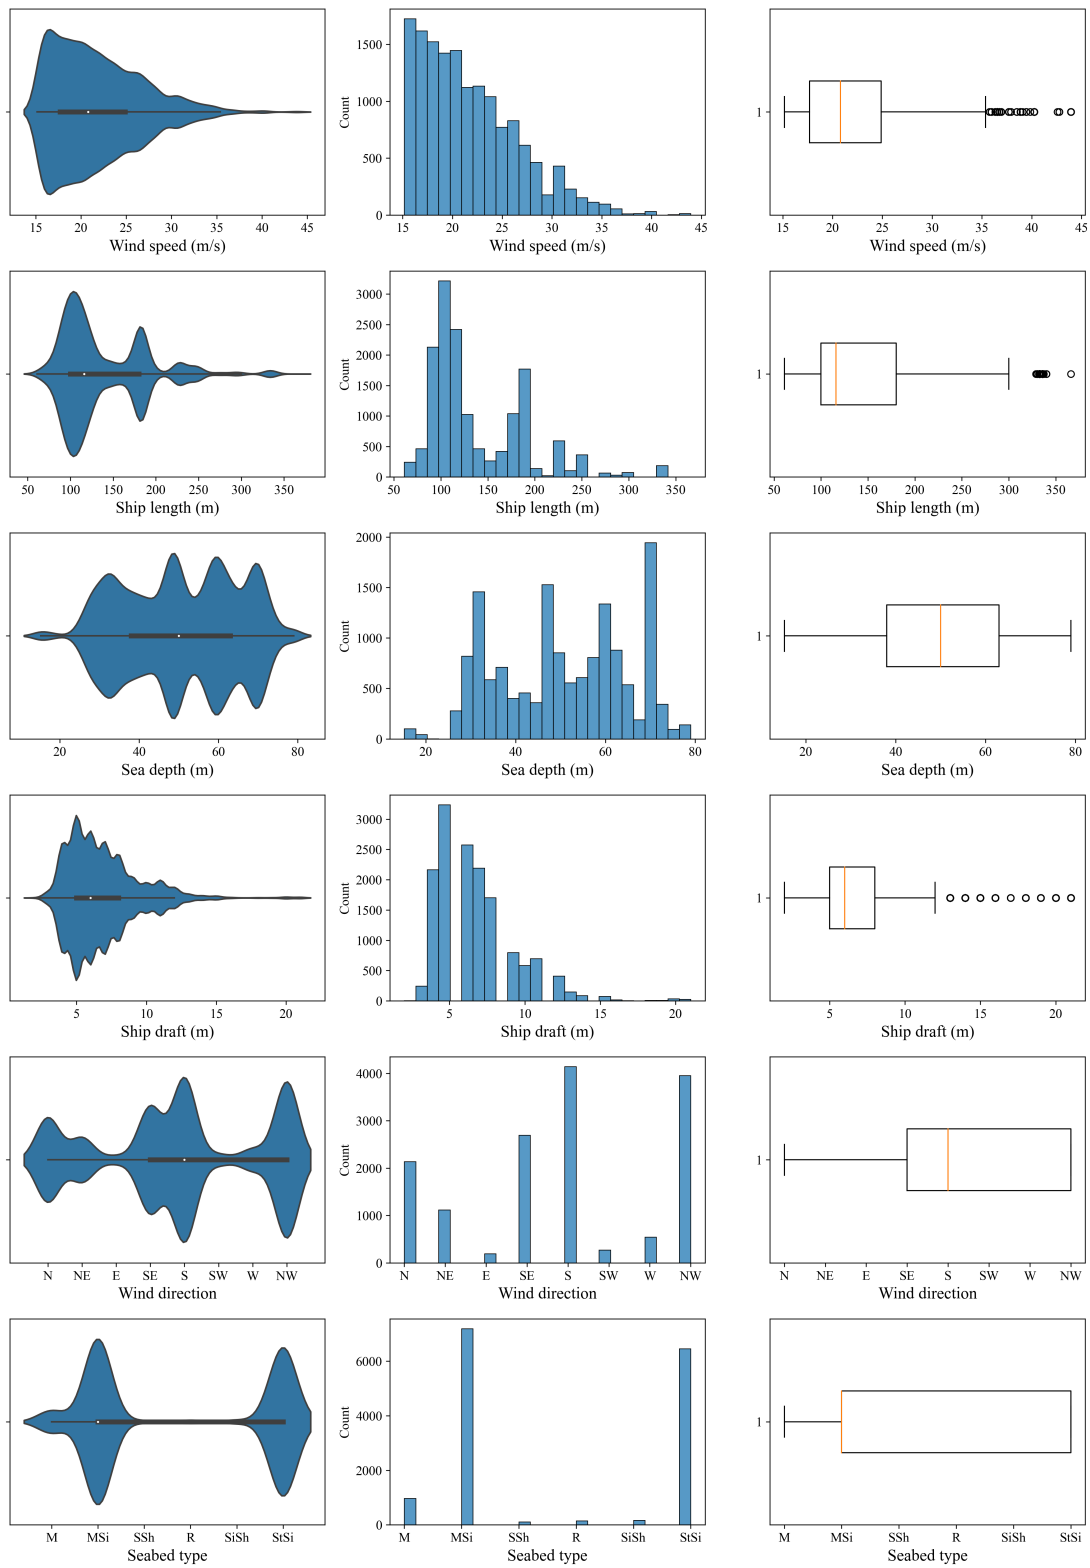 15 20 25 30 35 40 45
Wind speed (m/s)
Count
1500
1000
500
0
15 20 25 30 35 40 45
Wind speed (m/s)
1
15 20 25 30 35 40 45
Wind speed (m/s)
50 100 150 200 250 300 350
Ship length (m)
Count
3000
2500
2000
1500
1000
500
0
50 100 150 200 250 300 350
Ship length (m)
1
50 100 150 200 250 300 350
Ship length (m)
20 40 60 80
Sea depth (m)
Count
2000
1500
1000
500
0
20 40 60 80
Sea depth (m)
1
20 40 60 80
Sea depth (m)
5 10 15 20
Ship draft (m)
Count
3000
2500
2000
1500
1000
500
0
5 10 15 20
Ship draft (m)
1
5 10 15 20
Ship draft (m)
N NE E SE S SW W NW
Wind direction
Count
4000
3000
2000
1000
0
N NE E SE S SW W NW
Wind direction
1
N NE E SE S SW W NW
Wind direction
M MSi SSh R SiSh StSi
Seabed type
Count
6000
4000
2000
0
M MSi SSh R SiSh StSi
Seabed type
1
M MSi SSh R SiSh StSi
Seabed type